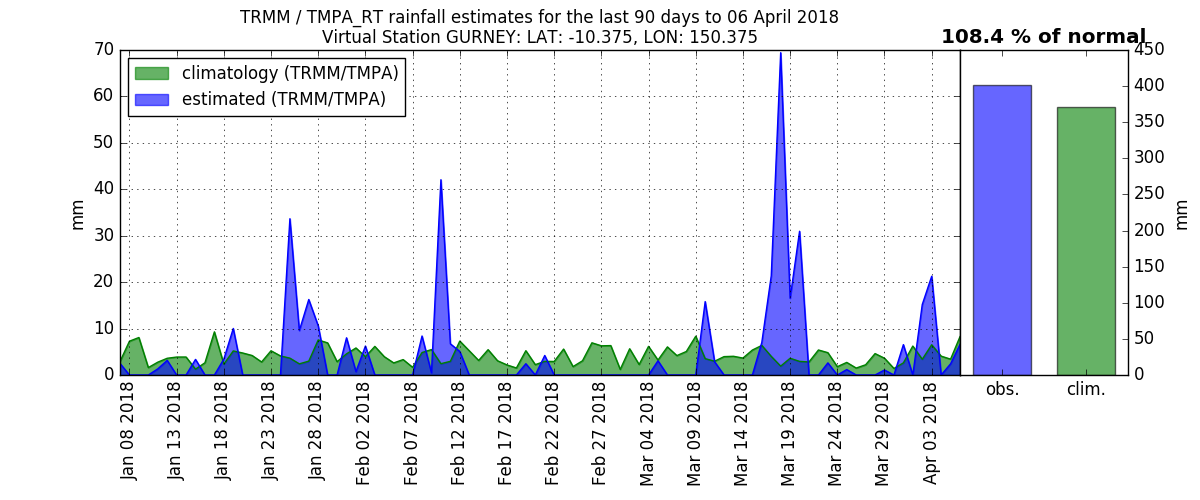 TRMM / TMPA_RT rainfall estimates for the last 90 days to 06 April 2018
Virtual Station GURNEY: LAT: -10.375, LON: 150.375
108.4 % of normal
climatology (TRMM/TMPA)
estimated (TRMM/TMPA)
mm
70
60
50
40
30
20
10
0
Jan 08 2018
Jan 13 2018
Jan 18 2018
Jan 23 2018
Jan 28 2018
Feb 02 2018
Feb 07 2018
Feb 12 2018
Feb 17 2018
Feb 22 2018
Feb 27 2018
Mar 04 2018
Mar 09 2018
Mar 14 2018
Mar 19 2018
Mar 24 2018
Mar 29 2018
Apr 03 2018
obs.
clim.
450
400
350
300
250
200
150
100
50
0
mm